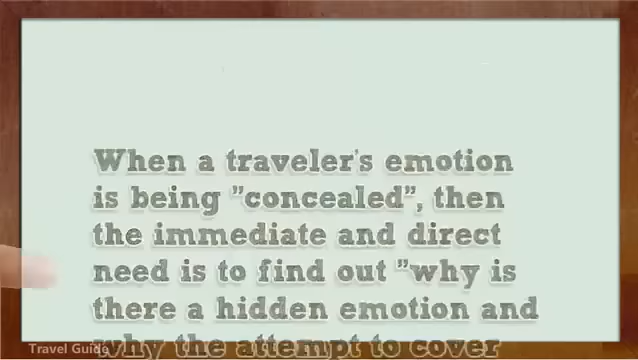 When a traveler's emotion
is being "concealed", then
the immediate and direct
need is to find out "why is
there a hidden emotion and
why the attempt to cover
Travel Guide